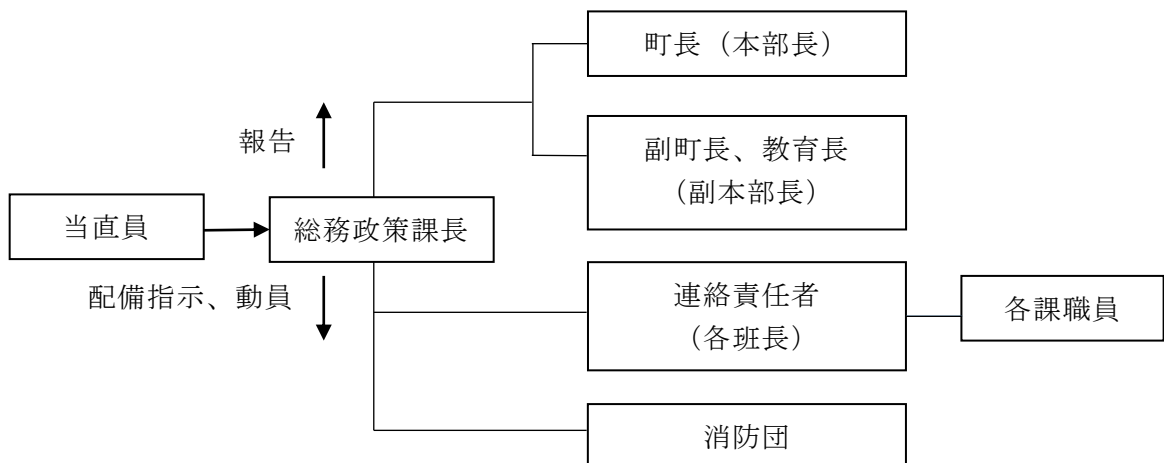 町長（本部長）
報告
副町長、教育長
（副本部長）
当直員
総務政策課長
配備指示、動員
連絡責任者
（各班長）
各課職員
消防団